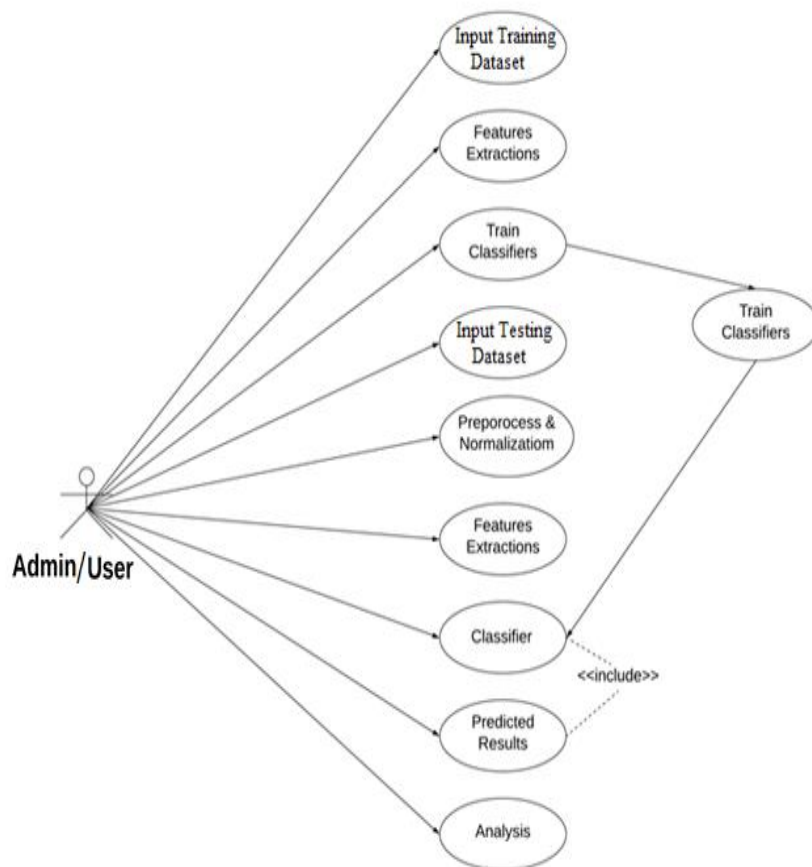 Input Training
Dataset
Features
Extractions
Train
Classifiers
Train
Classifiers
Input Testing
Dataset
Preporocess &
Normalizatiom
Features
Extractions
Admin/User
Classifier
<<include>>
Predicted
Results
Analysis